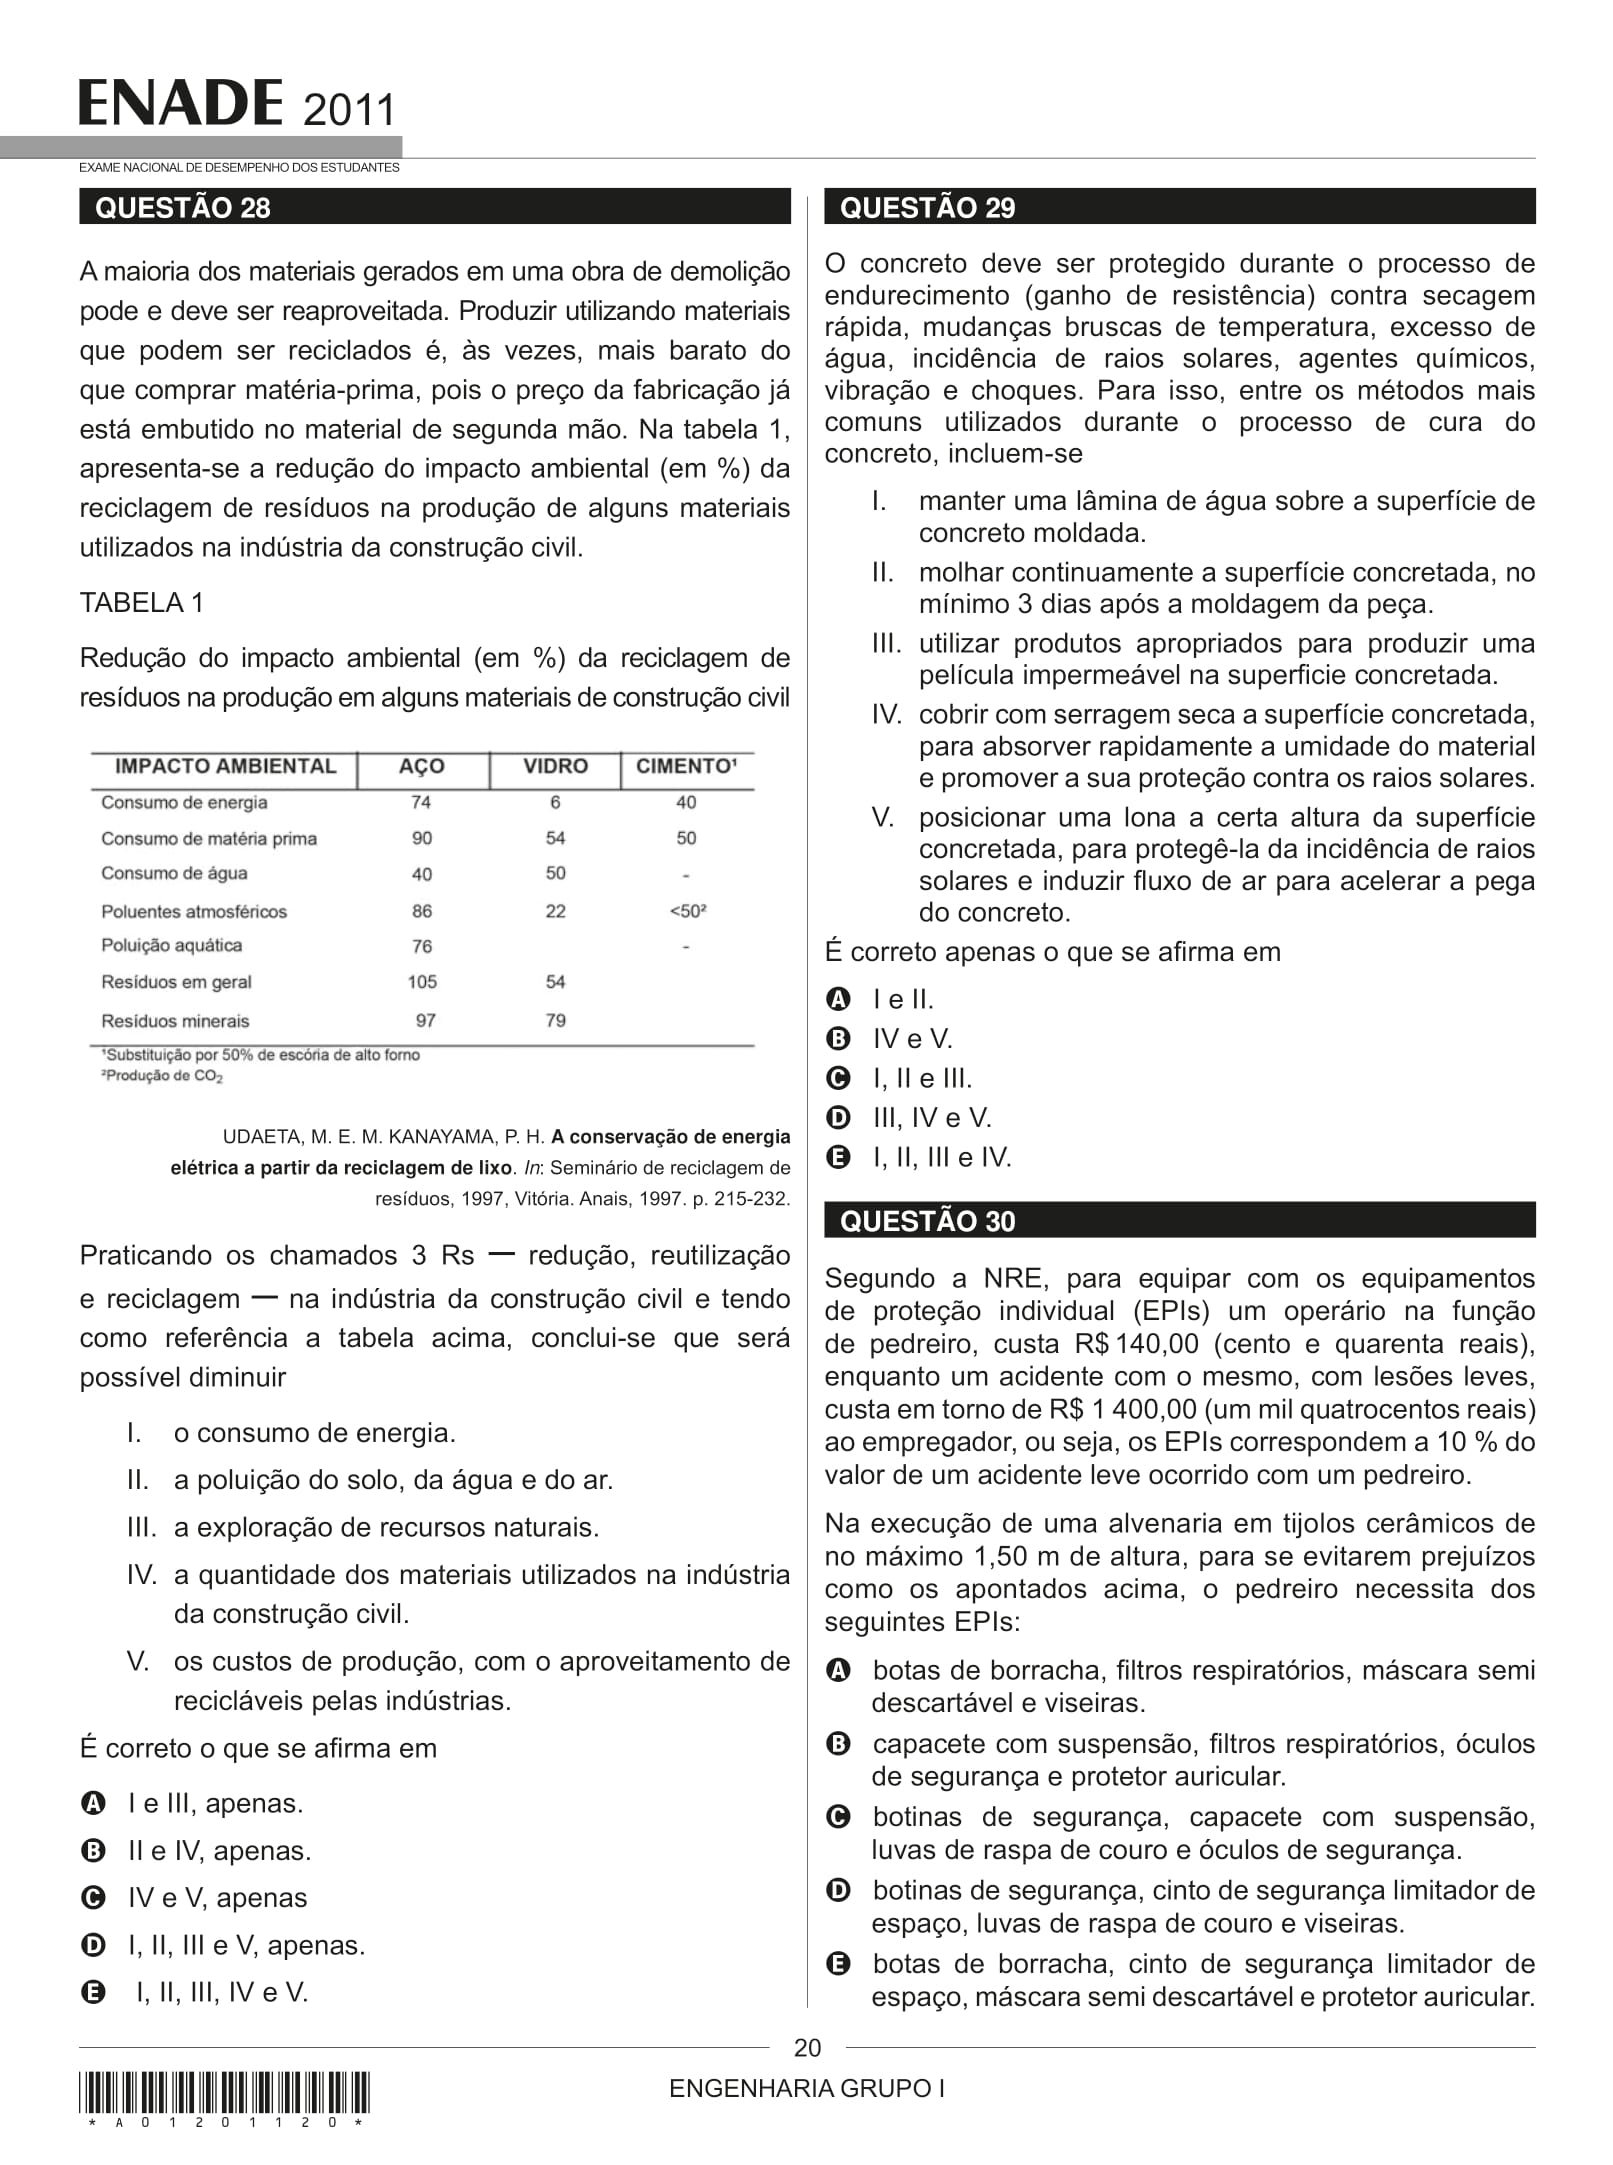 ENADE 2011
EXAME NACIONAL DE DESEMPENHO DOS ESTUDANTES
QUESTÃO 28
A maioria dos materiais gerados em uma obra de demolição
pode e deve ser reaproveitada. Produzir utilizando materiais
que podem ser reciclados é, às vezes, mais barato do
que comprar matéria-prima, pois o preço da fabricação já
está embutido no material de segunda mão. Na tabela 1,
apresenta-se a redução do impacto ambiental (em %) da
reciclagem de resíduos na produção de alguns materiais
utilizados na indústria da construção civil.
TABELA 1
Redução do impacto ambiental (em %) da reciclagem de
resíduos na produção em alguns materiais de construção civil
IMPACTO AMBIENTAL AÇO VIDRO CIMENTO¹
Consumo de energia 74 6 40
Consumo de matéria prima 90 54 50
Consumo de água 40 50 -
Poluentes atmosféricos 86 22 <50²
Poluição aquática 76 -
Resíduos em geral 105 54
Resíduos minerais 97 79
¹Substituição por 50% de escória de alto forno
²Produção de CO₂
UDAETA, M. E. M. KANAYAMA, P. H. A conservação de energia
elétrica a partir da reciclagem de lixo. In: Seminário de reciclagem de
resíduos, 1997, Vitória. Anais, 1997. p. 215-232.
Praticando os chamados 3 Rs — redução, reutilização
e reciclagem — na indústria da construção civil e tendo
como referência a tabela acima, conclui-se que será
possível diminuir
I. o consumo de energia.
II. a poluição do solo, da água e do ar.
III. a exploração de recursos naturais.
IV. a quantidade dos materiais utilizados na indústria
da construção civil.
V. os custos de produção, com o aproveitamento de
recicláveis pelas indústrias.
É correto o que se afirma em
A I e III, apenas.
B II e IV, apenas.
C IV e V, apenas
D I, II, III e V, apenas.
E I, II, III, IV e V.
QUESTÃO 29
O concreto deve ser protegido durante o processo de
endurecimento (ganho de resistência) contra secagem
rápida, mudanças bruscas de temperatura, excesso de
água, incidência de raios solares, agentes químicos,
vibração e choques. Para isso, entre os métodos mais
comuns utilizados durante o processo de cura do
concreto, incluem-se
I. manter uma lâmina de água sobre a superfície de
concreto moldada.
II. molhar continuamente a superfície concretada, no
mínimo 3 dias após a moldagem da peça.
III. utilizar produtos apropriados para produzir uma
película impermeável na superficie concretada.
IV. cobrir com serragem seca a superfície concretada,
para absorver rapidamente a umidade do material
e promover a sua proteção contra os raios solares.
V. posicionar uma lona a certa altura da superfície
concretada, para protegê-la da incidência de raios
solares e induzir fluxo de ar para acelerar a pega
do concreto.
É correto apenas o que se afirma em
A I e II.
B IV e V.
C I, II e III.
D III, IV e V.
E I, II, III e IV.
QUESTÃO 30
Segundo a NRE, para equipar com os equipamentos
de proteção individual (EPIs) um operário na função
de pedreiro, custa R$ 140,00 (cento e quarenta reais),
enquanto um acidente com o mesmo, com lesões leves,
custa em torno de R$ 1 400,00 (um mil quatrocentos reais)
ao empregador, ou seja, os EPIs correspondem a 10 % do
valor de um acidente leve ocorrido com um pedreiro.
Na execução de uma alvenaria em tijolos cerâmicos de
no máximo 1,50 m de altura, para se evitarem prejuízos
como os apontados acima, o pedreiro necessita dos
seguintes EPIs:
A botas de borracha, filtros respiratórios, máscara semi
descartável e viseiras.
B capacete com suspensão, filtros respiratórios, óculos
de segurança e protetor auricular.
C botinas de segurança, capacete com suspensão,
luvas de raspa de couro e óculos de segurança.
D botinas de segurança, cinto de segurança limitador de
espaço, luvas de raspa de couro e viseiras.
E botas de borracha, cinto de segurança limitador de
espaço, máscara semi descartável e protetor auricular.
20
ENGENHARIA GRUPO I
* A 0 1 2 0 1 1 2 0 *